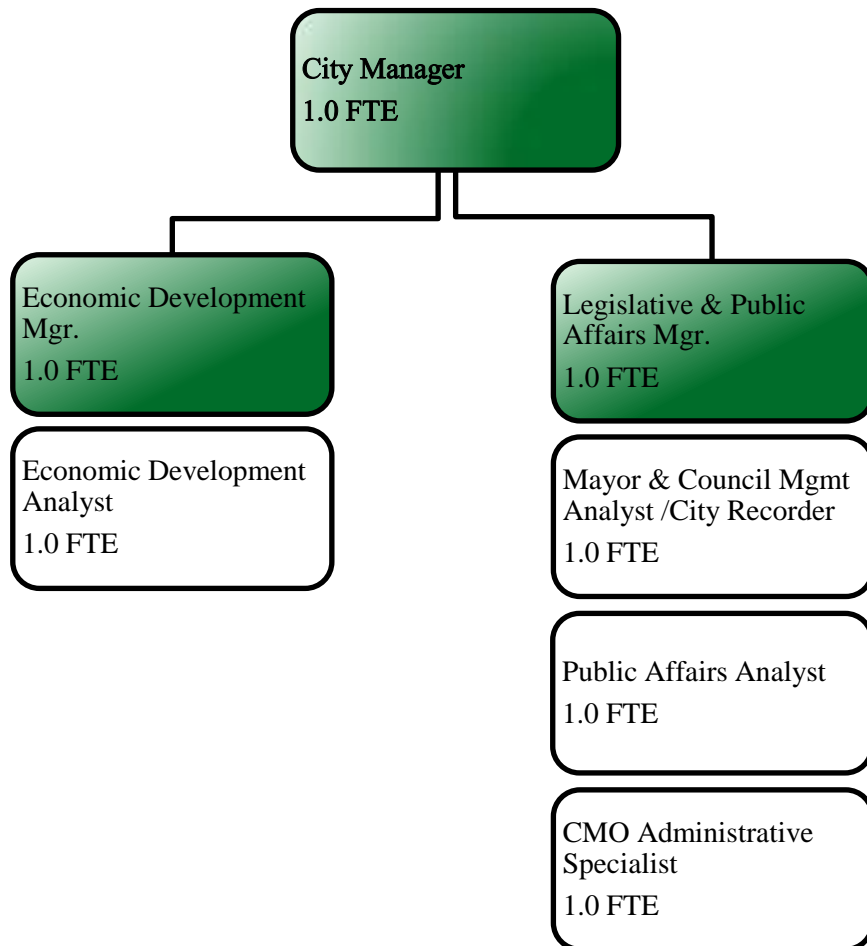 City Manager
1.0 FTE
Economic Development
Mgr.
1.0 FTE
Economic Development
Analyst
1.0 FTE
Legislative & Public
Affairs Mgr.
1.0 FTE
Mayor & Council Mgmt
Analyst /City Recorder
1.0 FTE
Public Affairs Analyst
1.0 FTE
CMO Administrative
Specialist
1.0 FTE